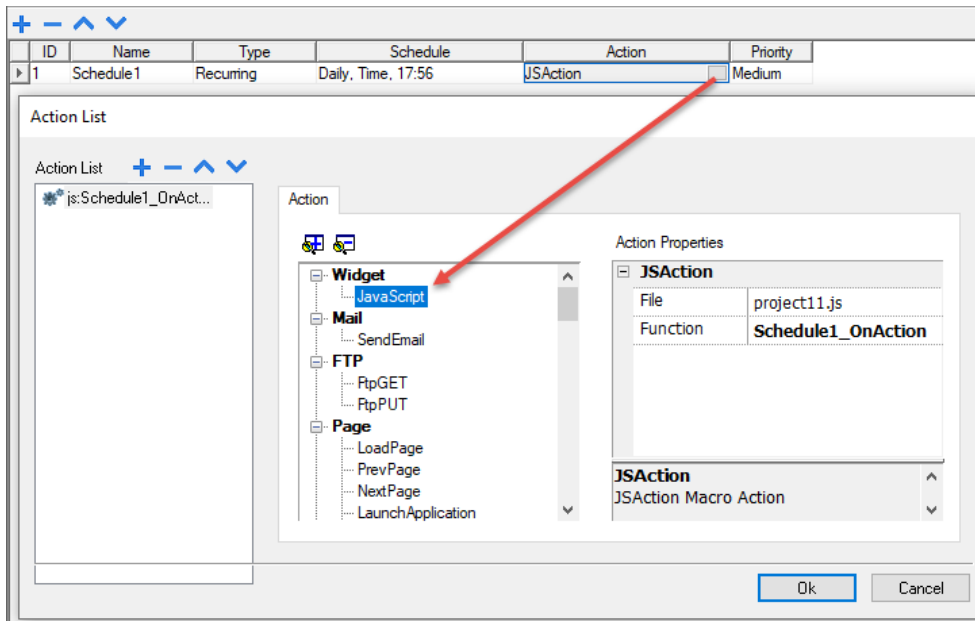 ID Name Type Schedule Action Priority
1 Schedule1 Recurring Daily, Time, 17:56 JSAction Medium
Action List
Action List
js:Schedule1_OnAct...
Action
Widget
JavaScript
Mail
SendEmail
FTP
FtpGET
FtpPUT
Page
LoadPage
PrevPage
NextPage
LaunchApplication
Action Properties
JSAction
File project11.js
Function Schedule1_OnAction
JSAction
JSAction Macro Action
Ok Cancel